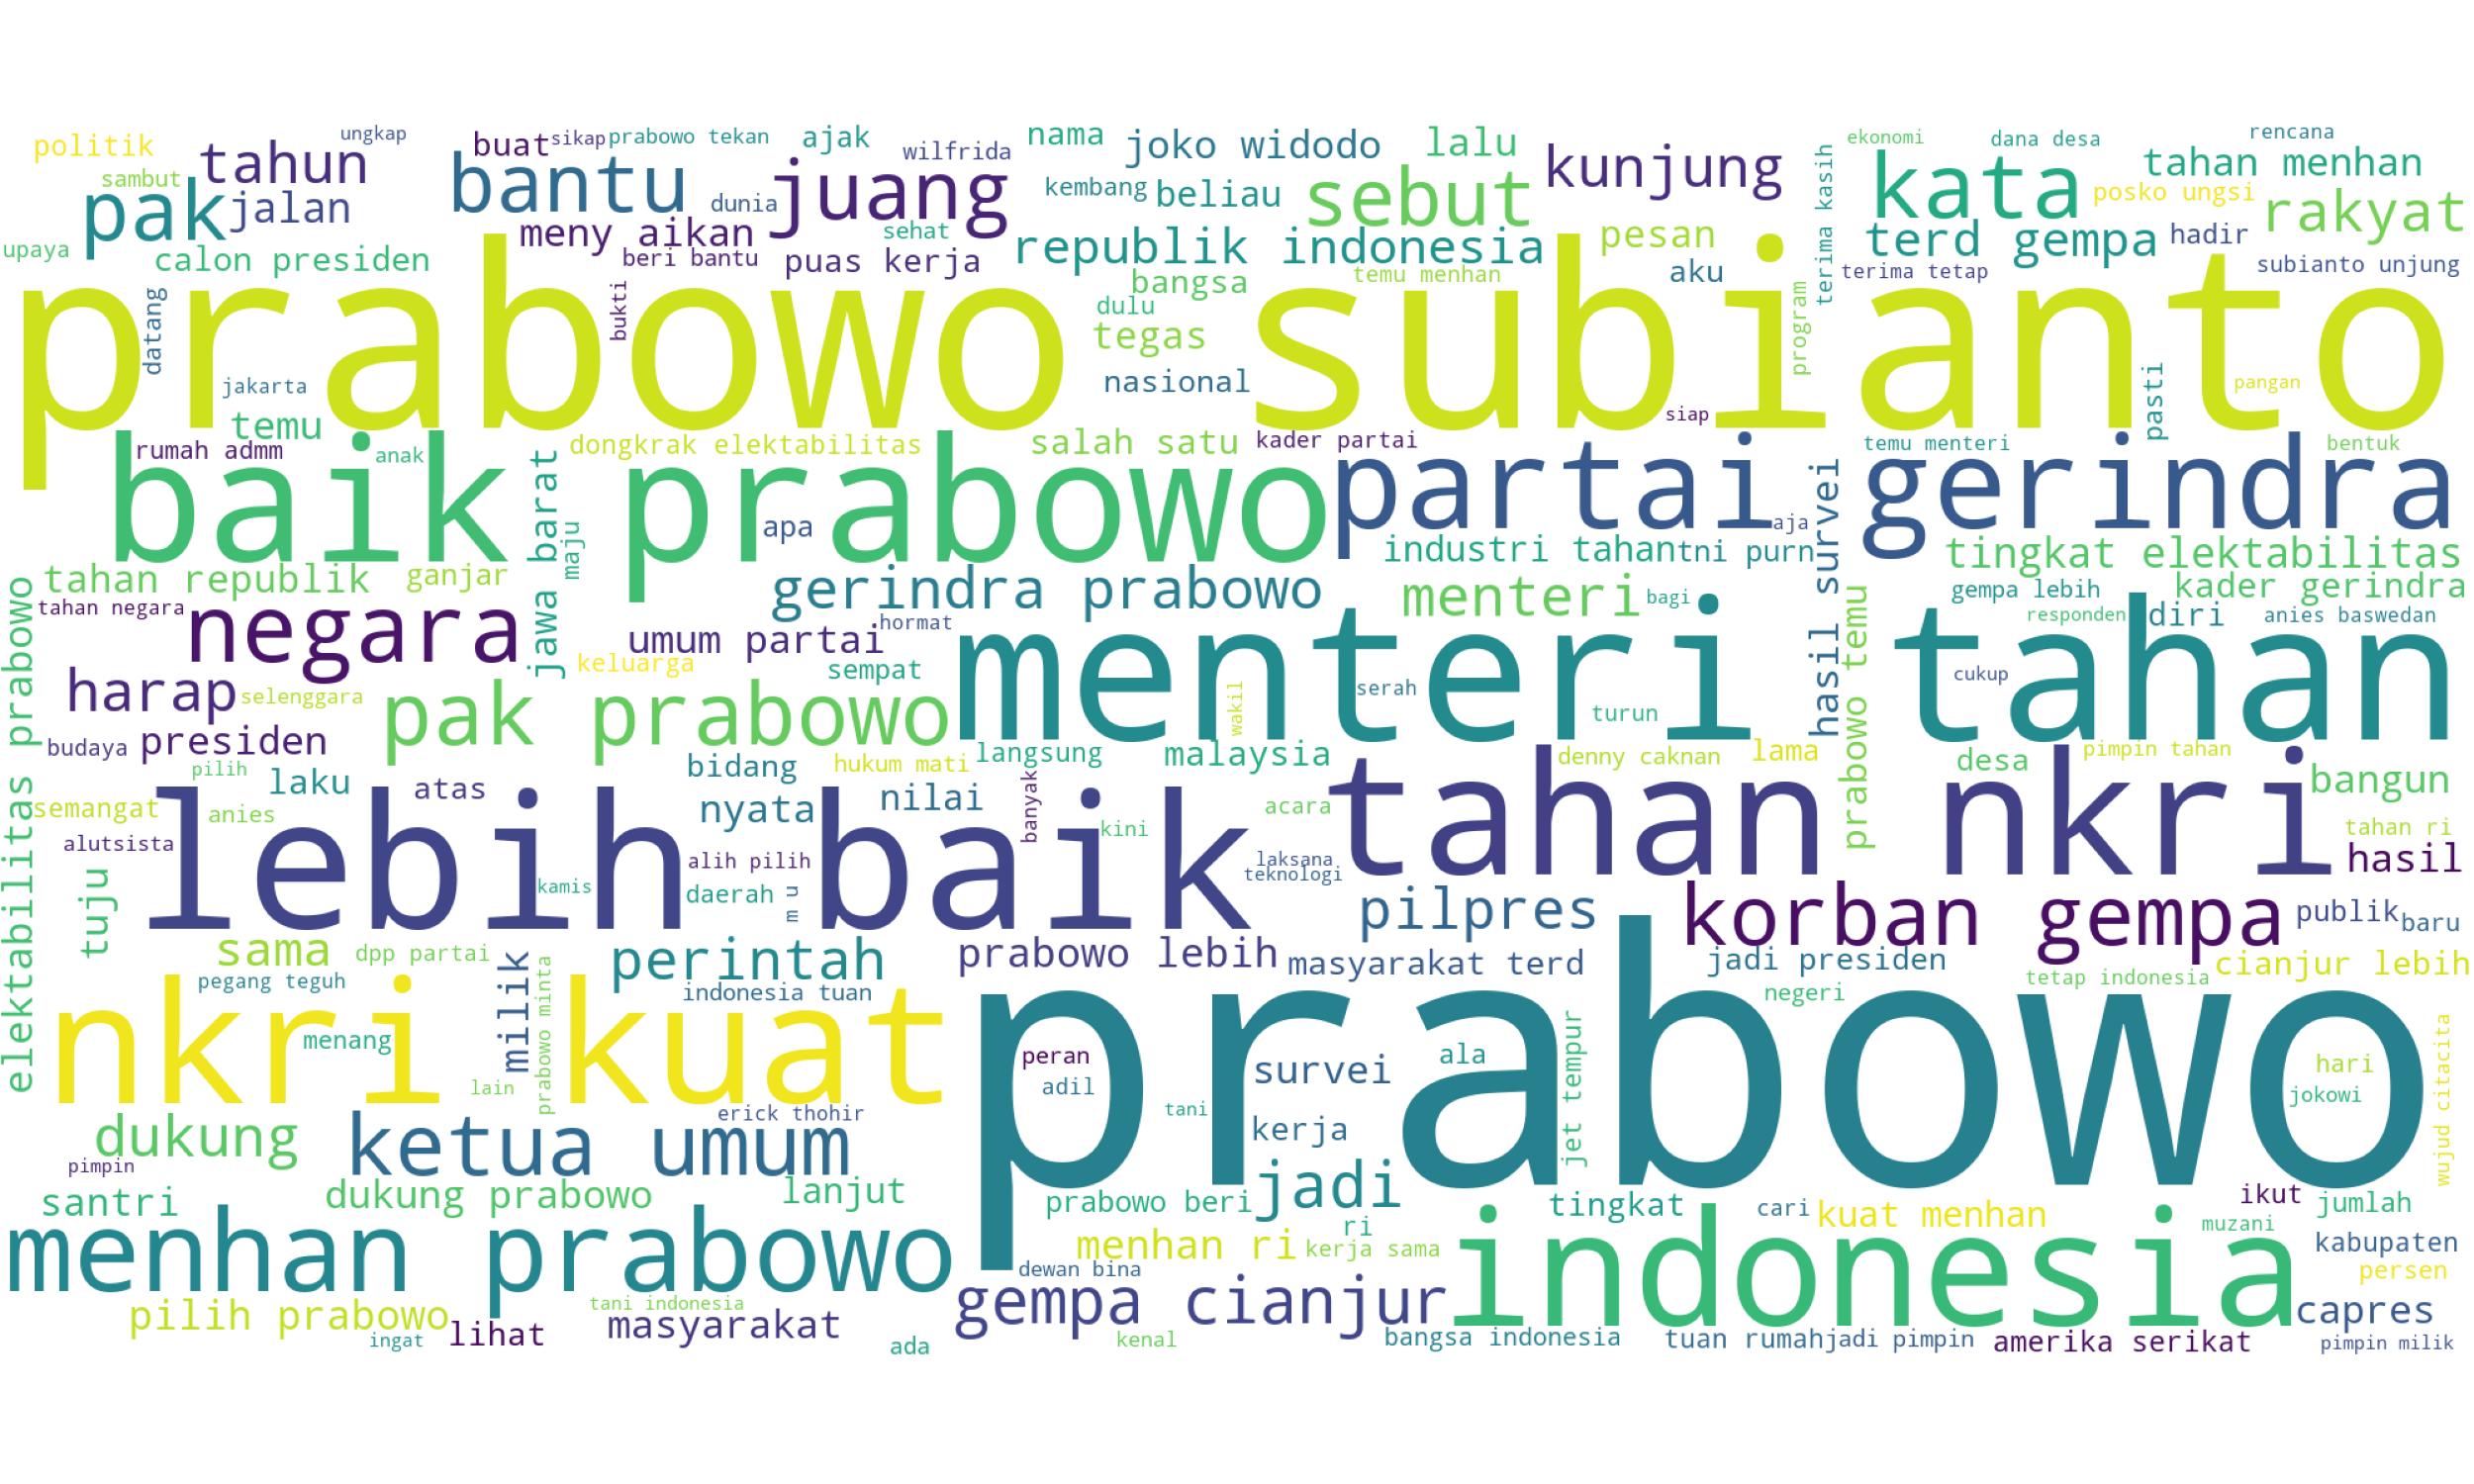 politik
tahun
ungkap
sambut
pak
jalan
upaya
calon presiden
buat
sikap
prabowo tekan
ajak
bantu
juang
dunia
wilfrida
meny aikan
sehat
beri bantu
puas kerja
nama
joko widodo
lalu
kembang
beliau
sebut
kunjung
republik indonesia
pesan
bangsa
temu menhan
aku
dulu
tegas
nasional
terima kasih
ekonomi
dana desa
rencana
kata
tahan menhan
posko ungsi
rakyat
terd gempa
hadir
terima tetap
subianto unjung
prabowo subianto
datang
bukti
program
jakarta
siap
pasti
pangan
temu
rumah admm
anak
dongkrak elektabilitas
salah satu
kader partai
temu menteri
bentuk
baik prabowo
partai gerindra
jawa barat
maju
apa
aja
hasil survei
industri tahan
tni purn
tingkat elektabilitas
tahan republik
ganjar
gerindra prabowo
menteri
bagi
gempa lebih
kader gerindra
tahan negara
negara
hormat
umum partai
responden
diri
anies baswedan
elektabilitas prabowo
keluarga
sempat
menteri tahan
prabowo temu
harap
selenggara
pak prabowo
wakil
serah
cukup
turun
budaya
presiden
pilih
laku
atas
bidang
hukum mati
langsung
malaysia
denny caknan
lama
desa
pimpin tahan
semangat
anies
nyata
nilai
banyak
acara
tahan nkri
bangun
alutsista
lebih baik
kini
tahan ri
alih pilih
laksana
teknologi
hasil
tuju
kamis
daerah
m u
pilpres
korban gempa
publik
baru
sama
dpp partai
perintah
prabowo lebih
masyarakat terd
jadi presiden
tetap indonesia
cianjur lebih
pegang teguh
milik
prabowo minta
indonesia tuan
negeri
nkri kuat
prabowo
menang
lain
peran
adil
survei
ala
jet tempur
hari
jokowi
wujud citacita
dukung
ketua umum
erick thohir
tani
kerja
pimpin
santri
dukung prabowo
lanjut
prabowo beri
jadi
tingkat
cari
kuat menhan
ikut
jumlah
menhan prabowo
menhan ri
ri
kerja sama
indonesia
muzani
kabupaten
dewan bina
persen
pilih prabowo
tani indonesia
gempa cianjur
capres
ingat
lihat
masyarakat
ada
kenal
bangsa indonesia
tuan rumah
jadi pimpin
amerika serikat
pimpin milik